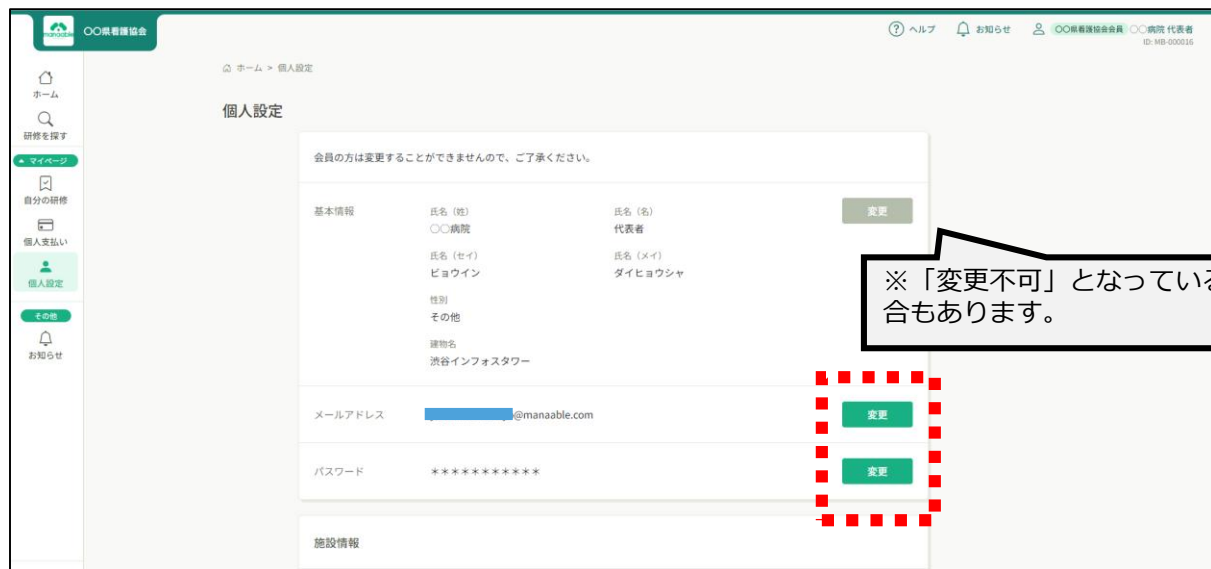 manaable
〇〇県看護協会
ヘルプ
お知らせ
〇〇県看護協会会員 〇〇病院 代表者
ID: MB-000016
ホーム
研修を探す
マイページ
自分の研修
個人支払い
個人設定
その他
お知らせ
ホーム > 個人設定
個人設定
会員の方は変更することができませんので、ご了承ください。
基本情報
氏名（姓） 氏名（名）
〇〇病院 代表者
変更
氏名（セイ） 氏名（メイ）
ビョウイン ダイヒョウシャ
性別
その他
建物名
渋谷インフォスタワー
※「変更不可」となっている
合もあります。
メールアドレス @manaable.com 変更
パスワード ＊＊＊＊＊＊＊＊＊＊＊ 変更
施設情報